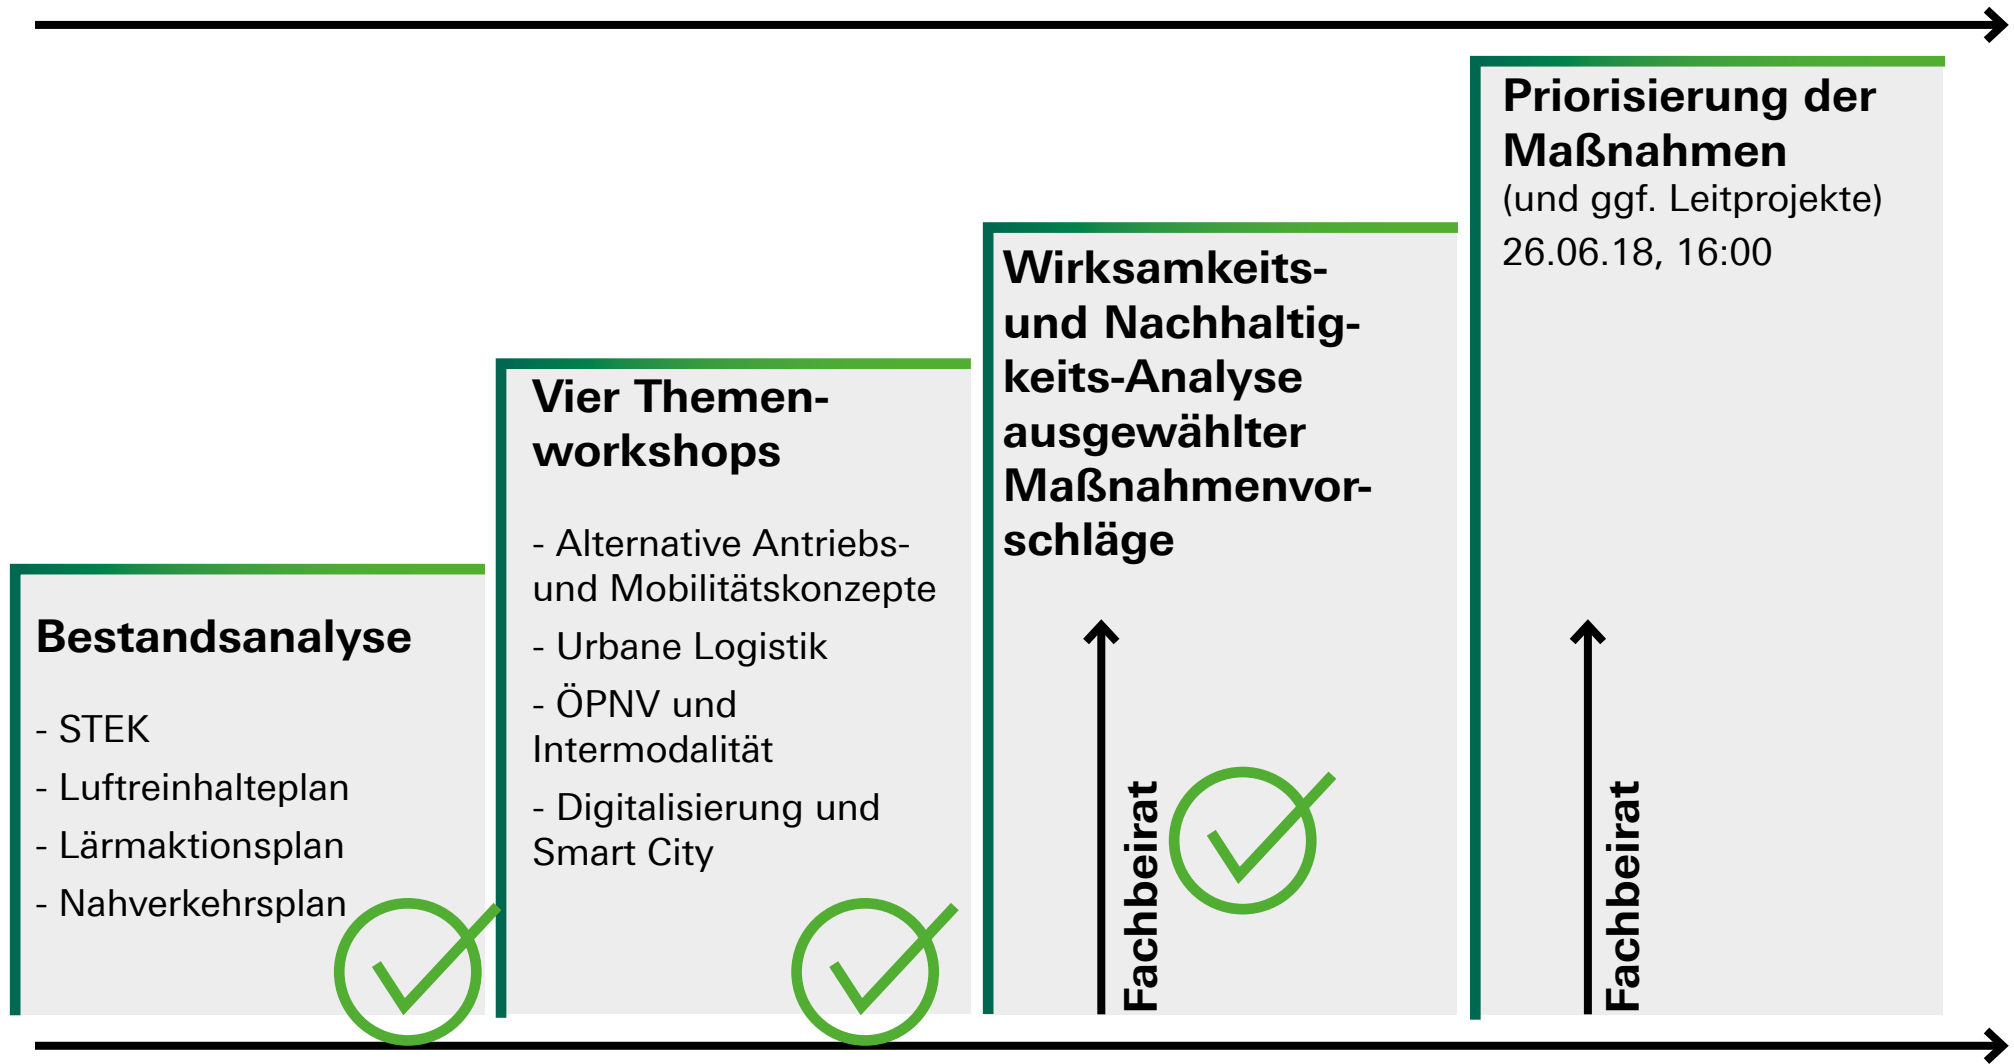 Bestandsanalyse
- STEK
- Luftreinhalteplan
- Lärmaktionsplan
- Nahverkehrsplan
Vier Themen-
workshops
- Alternative Antriebs-
und Mobilitätskonzepte
- Urbane Logistik
- ÖPNV und
Intermodalität
- Digitalisierung und
Smart City
Wirksamkeits-
und Nachhaltig-
keits-Analyse
ausgewählter
Maßnahmenvor-
schläge
Fachbeirat
Priorisierung der
Maßnahmen
(und ggf. Leitprojekte)
26.06.18, 16:00
Fachbeirat